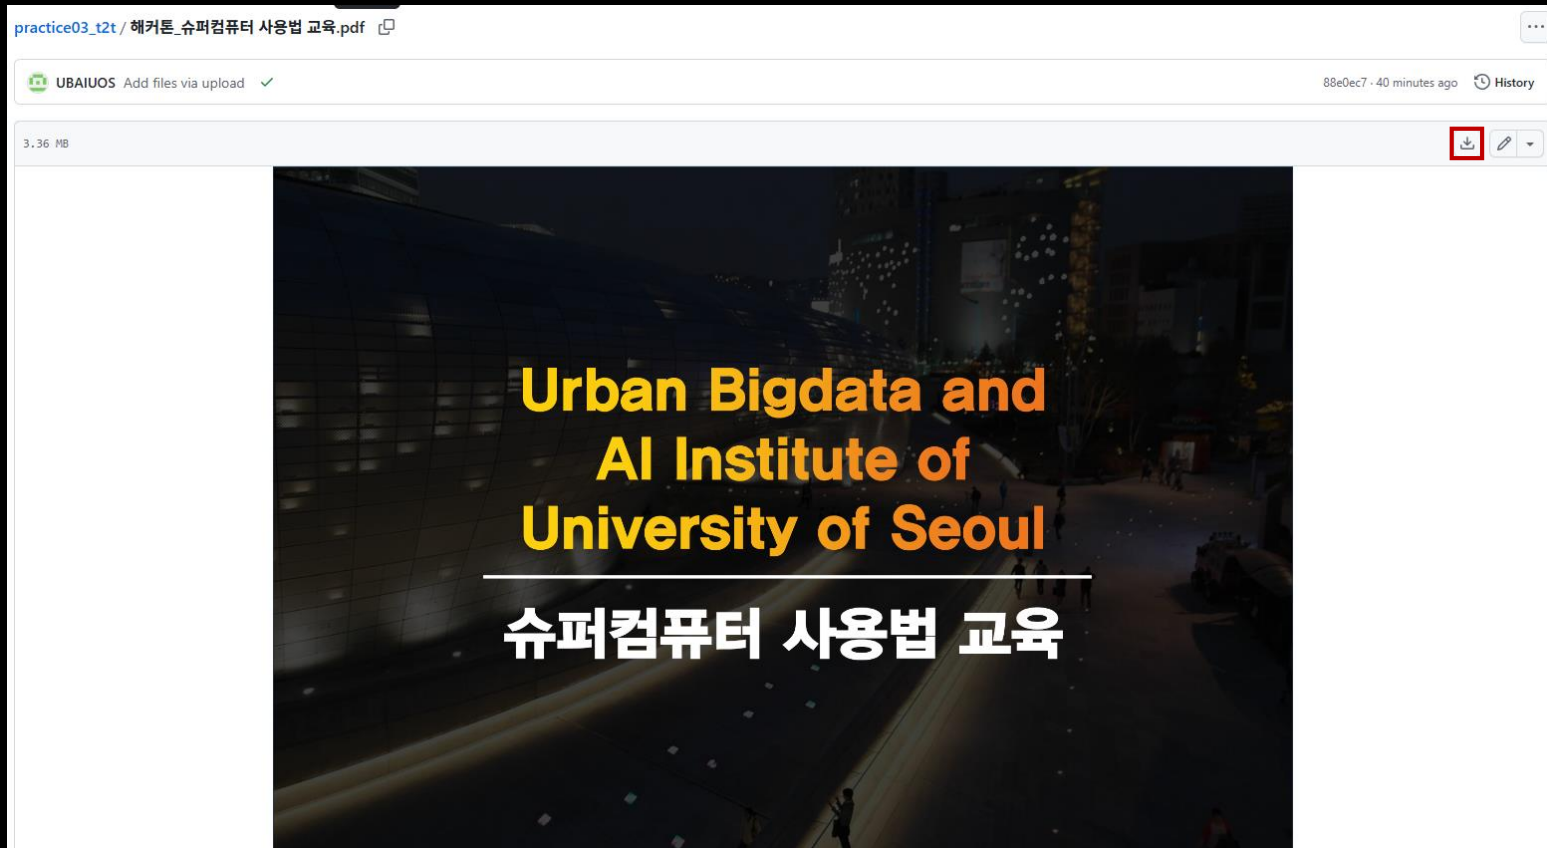 practice03_t2t / 해커톤_슈퍼컴퓨터 사용법 교육.pdf
UBAIUOS Add files via upload
88e0ec7 · 40 minutes ago History
3.36 MB
Urban Bigdata and
AI Institute of
University of Seoul
슈퍼컴퓨터 사용법 교육